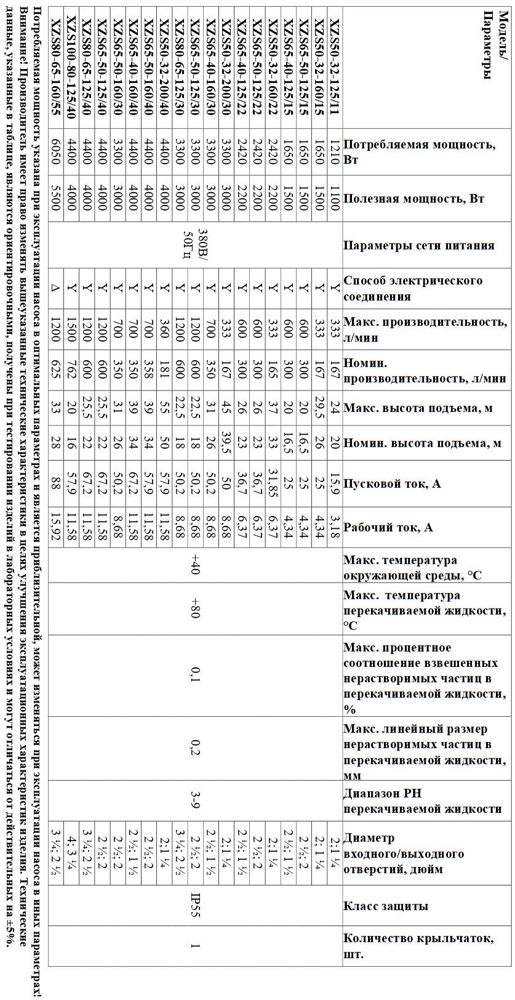 Модель/
Параметры
Потребляемая мощность,
Вт
Полезная мощность, Вт
Параметры сети питания
Способ электрического
соединения
Макс. производительность,
л/мин
Номин.
производительность, л/мин
Макс. высота подъема, м
Номин. высота подъема, м
Пусковой ток, А
Рабочий ток, А
Макс. температура
окружающей среды, °С
Макс. температура
перекачиваемой жидкости,
°С
Макс. процентное
соотношение взвешенных
нерастворимых частиц в
перекачиваемой жидкости,
%
Макс. линейный размер
нерастворимых частиц в
перекачиваемой жидкости,
мм
Диапазон PH
перекачиваемой жидкости
Диаметр
входного/выходного
отверстий, дюйм
Класс защиты
Количество крыльчаток,
шт.
XZS50-32-125/11 1210 1100 Y 333 167 24 20 15,9 3,18 2;1 ¼
XZS50-32-160/15 1650 1500 Y 333 167 29,5 26 25 4,34 2; 1 ¼
XZS65-50-125/15 1650 1500 Y 600 300 20 16,5 25 4,34 2 ½; 2
XZS65-40-125/15 1650 1500 Y 600 300 20 16,5 25 4,34 2 ½; 1 ½
XZS50-32-160/22 2420 2200 Y 333 165 37 33 31,85 6,37 2;1 ¼
XZS65-50-125/22 2420 2200 Y 600 300 26 23 36,7 6,37 2 ½; 2
XZS65-40-125/22 2420 2200 Y 600 300 26 23 36,7 6,37 2 ½; 1 ½
XZS50-32-200/30 3300 3000 Y 333 167 45 39,5 50 8,68 2;1 ¼
XZS65-40-160/30 3300 3000 Y 700 350 31 26 50,2 8,68 2 ½; 1 ½
XZS65-50-125/30 3300 3000 380В/ 50Гц Y 1200 600 22,5 18 50,2 8,68 +40 +80 0,1 0,2 3-9 2 ½; 2 IP55 1
XZS80-65-125/30 3300 3000 Y 1200 600 22,5 18 50,2 8,68 3 ¼; 2 ½
XZS50-32-200/40 4400 4000 Y 360 181 55 50 57,9 11,58 2;1 ¼
XZS65-50-160/40 4400 4000 Y 700 358 39 34 57,9 11,58 2 ½; 2
XZS65-40-160/40 4400 4000 Y 700 350 39 34 67,2 11,58 2 ½; 1 ½
XZS65-50-160/30 3300 3000 Y 700 350 31 26 50,2 8,68 2 ½; 2
XZS65-50-125/40 4400 4000 Y 1200 600 25,5 22 67,2 11,58 2 ½; 2
XZS80-65-125/40 4400 4000 Y 1200 600 25,5 22 67,2 11,58 3 ¼; 2 ½
XZS100-80-125/40 4400 4000 Y 1500 762 20 16 57,9 11,58 4; 3 ¼
XZS80-65-160/55 6050 5500 Δ 1200 625 33 28 88 15,92 3 ¼; 2 ½
Потребляемая мощность указана при эксплуатации насоса в оптимальных параметрах и является приблизительной, может изменяться при эксплуатации насоса в иных параметрах!
Внимание! Производитель имеет право изменять вышеуказанные технические характеристики в целях улучшения эксплуатационных характеристик изделия. Технические
данные, указанные в таблице, являются ориентировочными, получены при тестировании изделий в лабораторных условиях и могут отличаться от действительных на ±5%.